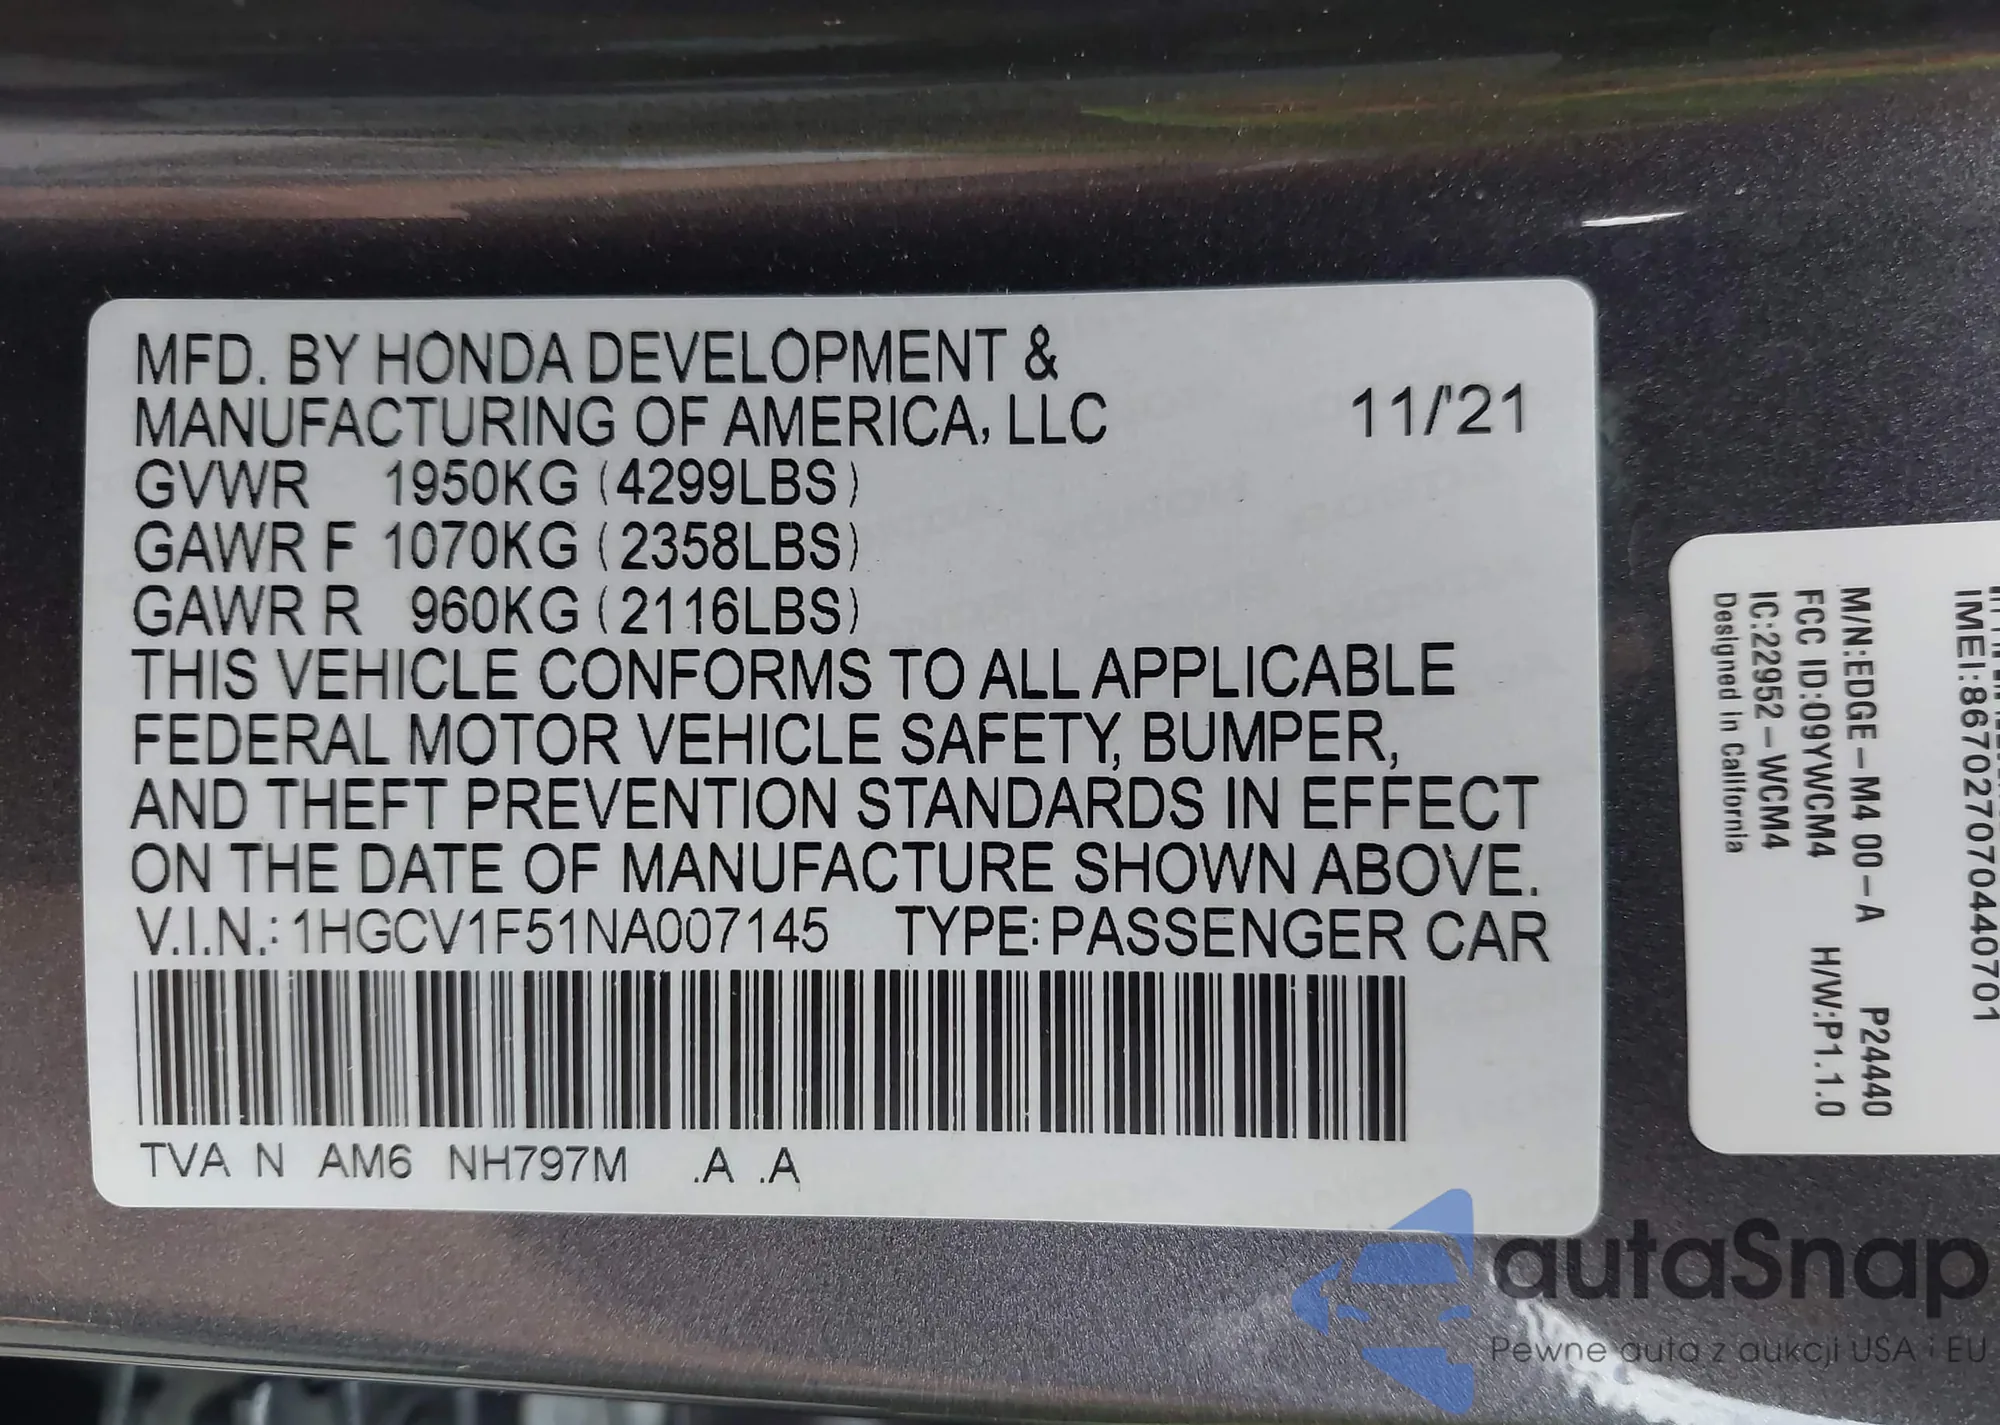 MFD. BY HONDA DEVELOPMENT &
MANUFACTURING OF AMERICA, LLC 11/'21
GVWR 1950KG (4299LBS)
GAWR F 1070KG (2358LBS)
GAWR R 960KG (2116LBS)
THIS VEHICLE CONFORMS TO ALL APPLICABLE
FEDERAL MOTOR VEHICLE SAFETY, BUMPER,
AND THEFT PREVENTION STANDARDS IN EFFECT
ON THE DATE OF MANUFACTURE SHOWN ABOVE.
V.I.N.: 1HGCV1F51NA007145 TYPE: PASSENGER CAR
TVA N AM6 NH797M .A .A
IMEI:867027070440701
M/N:EDGE-M4 00-A P24440
FCC ID:09YWCM4 H/W:P1.1.0
IC:22952-WCM4
Designed in California
autaSnap
Pewne auta z aukcji USA i EU